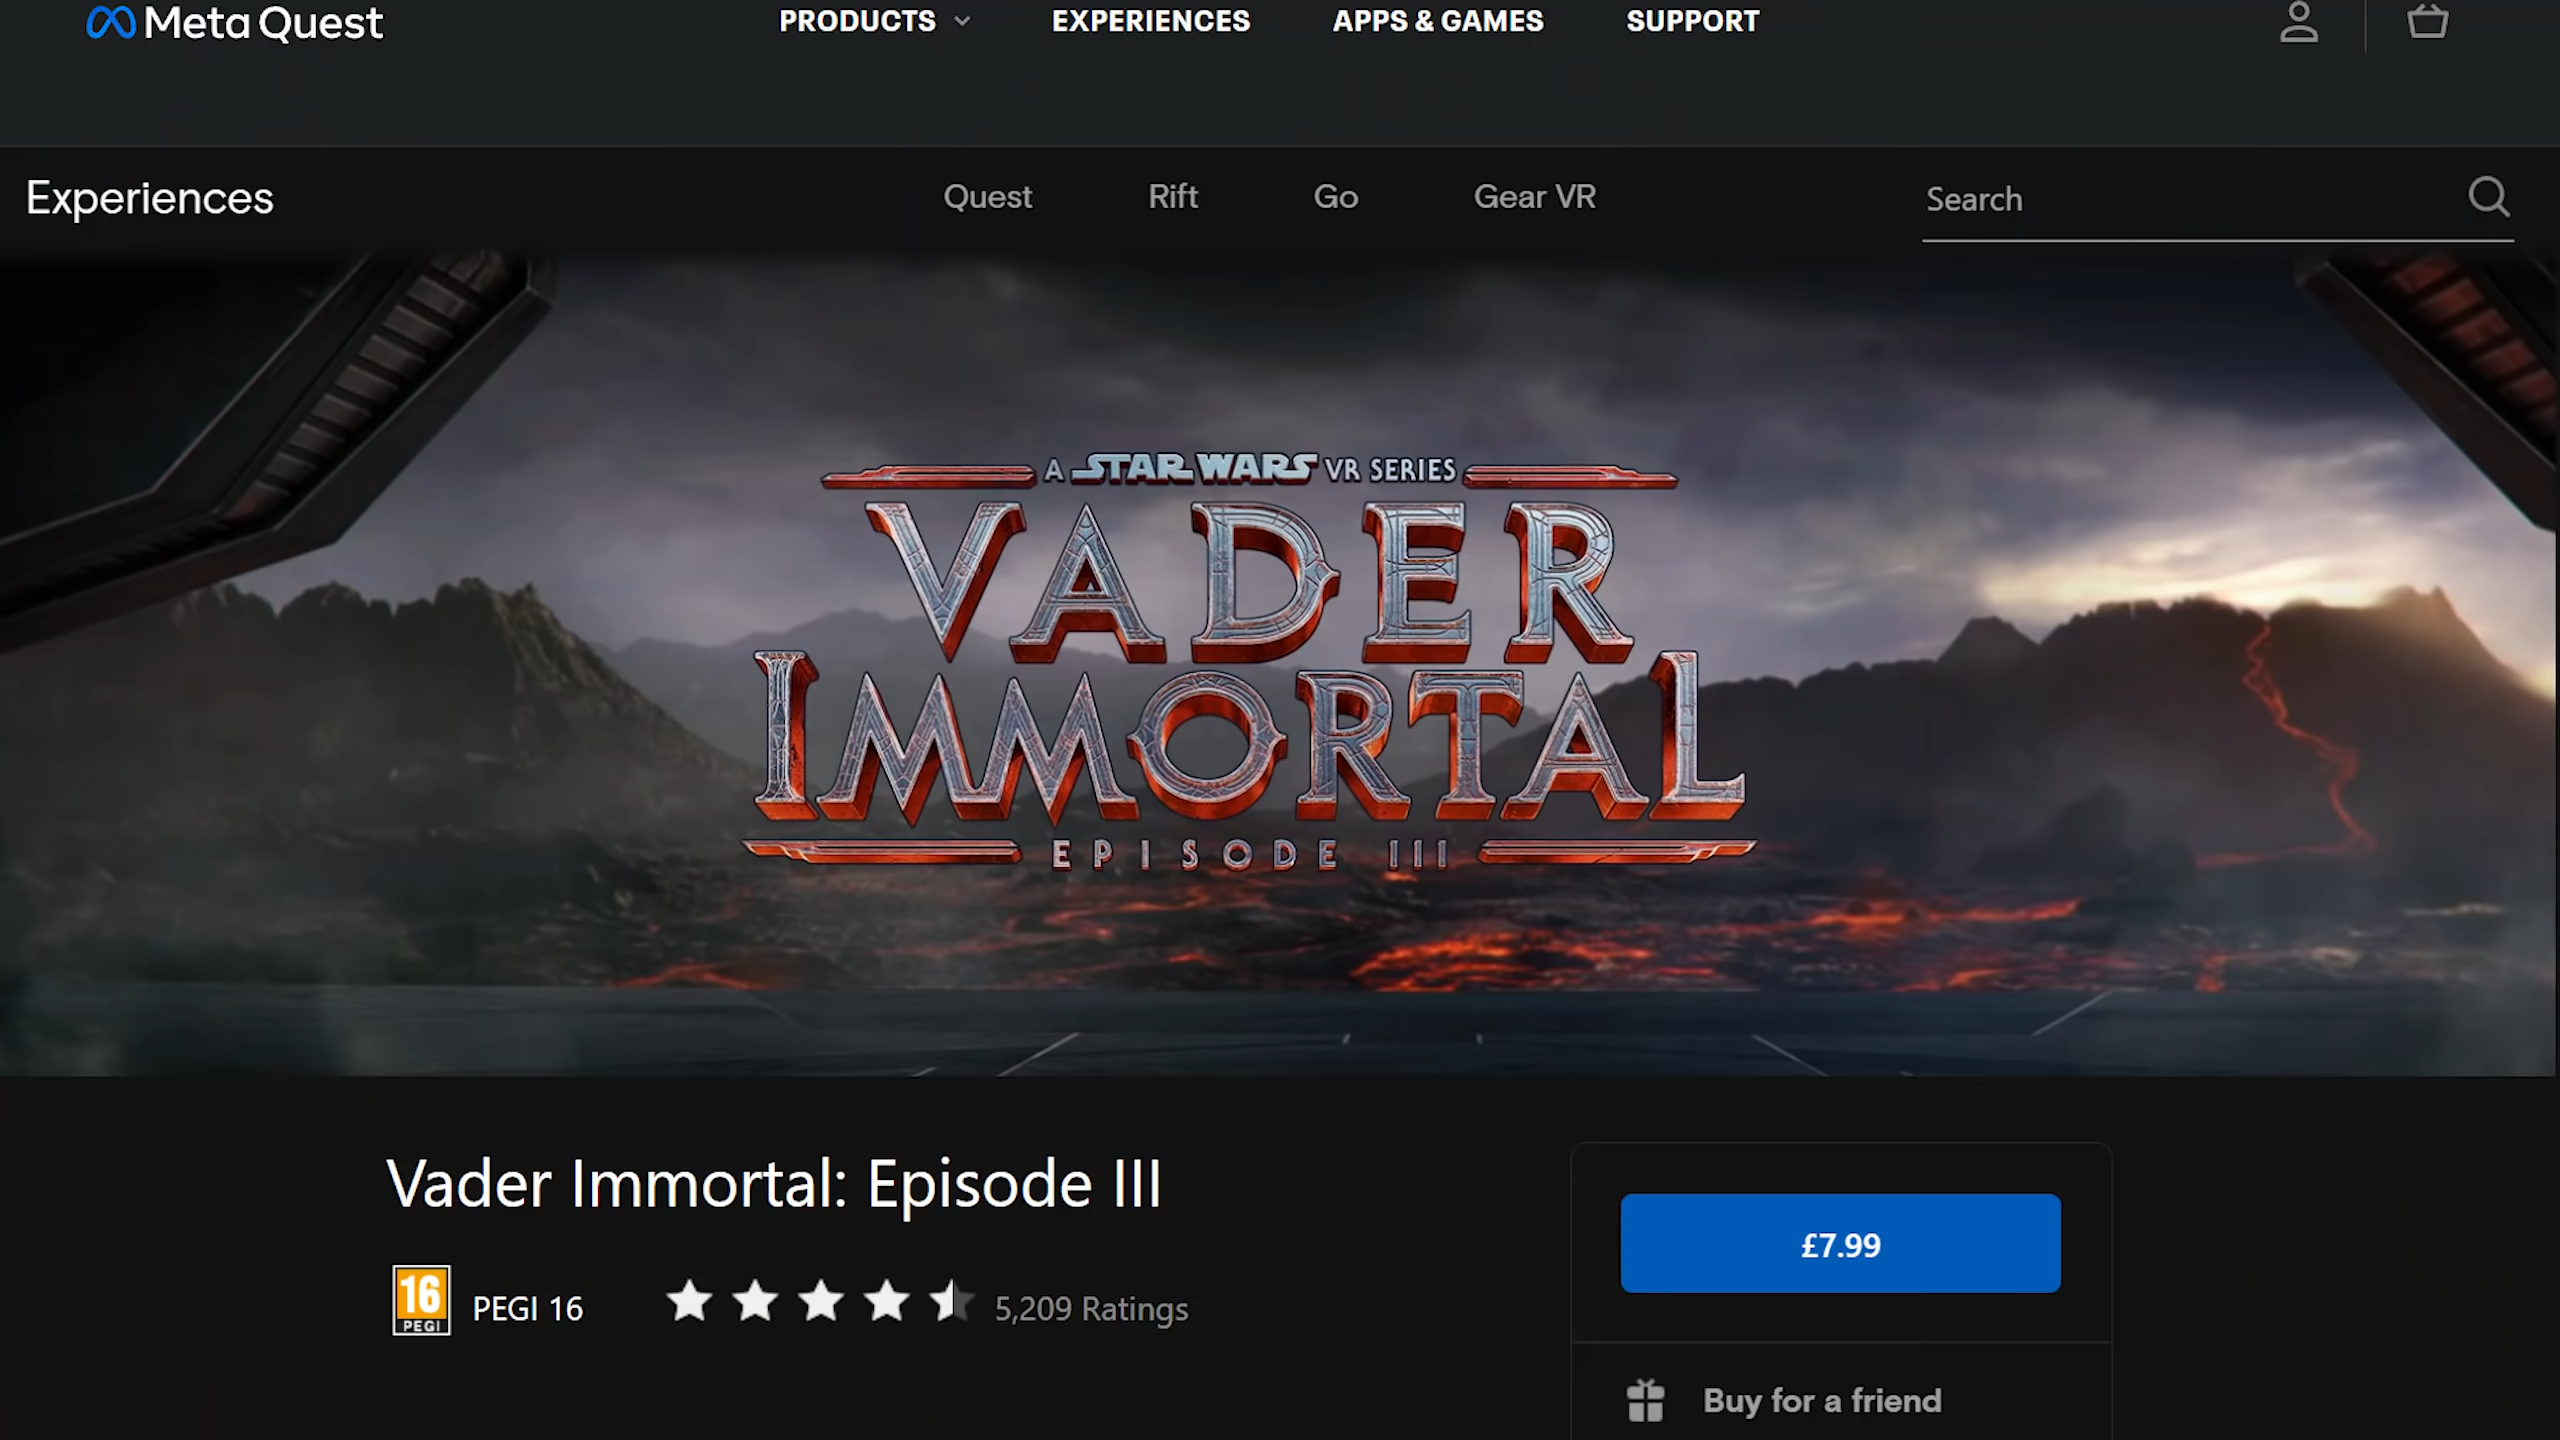 Meta Quest
PRODUCTS
EXPERIENCES
APPS & GAMES
SUPPORT
Experiences
Quest
Rift
Go
Gear VR
Search
A STAR WARS VR SERIES
VADER
IMMORTAL
EPISODE III
Vader Immortal: Episode III
£7.99
16
PEGI
PEGI 16
5,209 Ratings
Buy for a friend